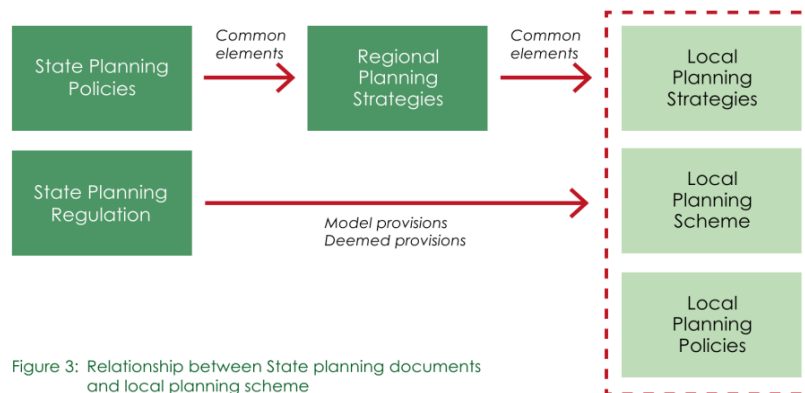 State Planning
Policies
Common
elements
Regional
Planning
Strategies
Common
elements
Local
Planning
Strategies
State Planning
Regulation
Model provisions
Deemed provisions
Local
Planning
Scheme
Local
Planning
Policies
Figure 3: Relationship between State planning documents
and local planning scheme